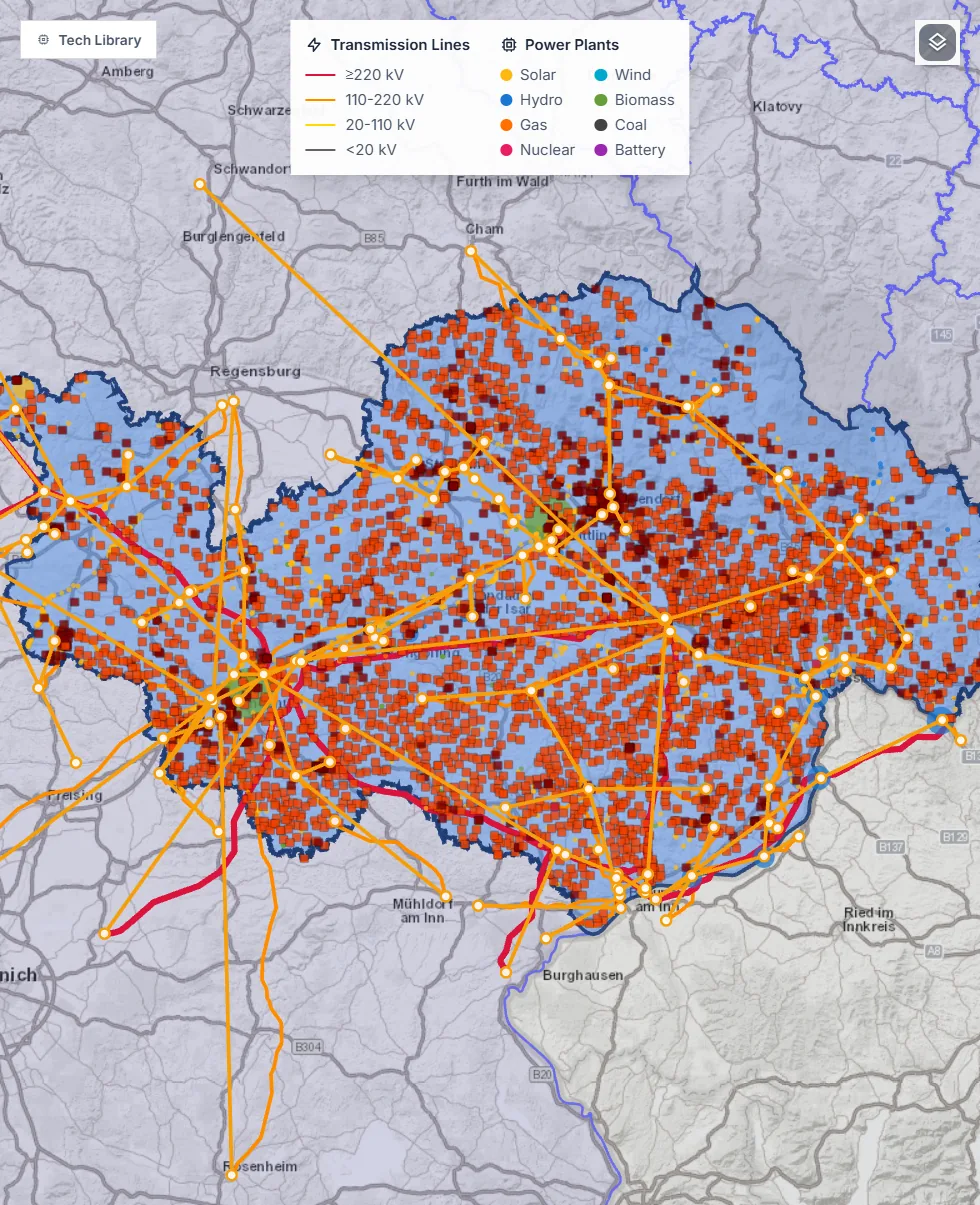 Tech Library
Transmission Lines
≥220 kV
110-220 kV
20-110 kV
<20 kV
Power Plants
Solar
Hydro
Gas
Nuclear
Wind
Biomass
Coal
Battery
Amberg
Klatovy
22
Schwandorf
Furth im Wald
Burglengenfeld
B85
Cham
145
Regensburg
Freising
B137
B129
Mühldorf
am Inn
am Inn
Ried im
Innkreis
A8
Burghausen
B304
B20
Rosenheim